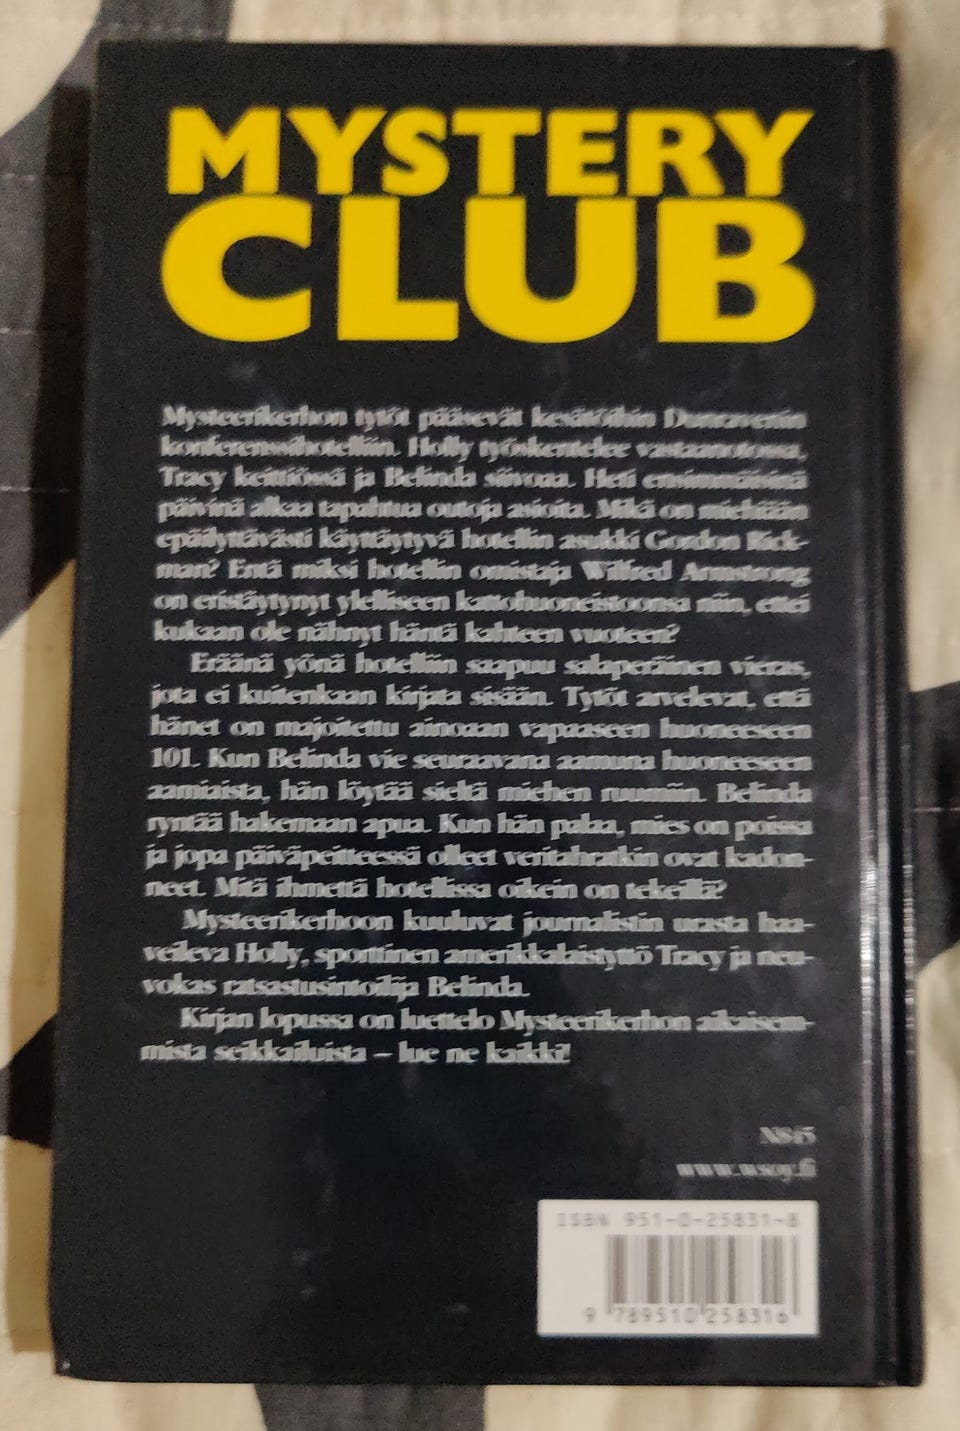 MYSTERY
CLUB
Mysteerikerhon tytöt pääsevät kesätöihin Dunravenin
konferenssihotelliin. Holly työskentelee vastaanotossa,
Tracy keittiössä ja Belinda siivoaa. Heti ensimmäisinä
päivinä alkaa tapahtua outoja asioita. Mikä on miehiään
epäilyttävästi käyttäytyvä hotellin asukki Gordon Rick-
man? Entä miksi hotellin omistaja Wilfred Armstrong
on eristäytynyt ylelliseen kattohuoneistoonsa niin, ettei
kukaan ole nähnyt häntä kahteen vuoteen?
Eräänä yönä hotelliin saapuu salaperäinen vieras,
jota ei kuitenkaan kirjata sisään. Tytöt arvelevat, että
hänet on majoitettu ainoaan vapaaseen huoneeseen
101. Kun Belinda vie seuraavana aamuna huoneeseen
aamiaista, hän löytää sieltä miehen ruumiin. Belinda
ryntää hakemaan apua. Kun hän palaa, mies on poissa
ja jopa päiväpeitteessä olleet veritahratkin ovat kadon-
neet. Mitä ihmettä hotellissa oikein on tekeillä?
Mysteerikerhoon kuuluvat journalistin urasta haa-
veileva Holly, sporttinen amerikkalaistyttö Tracy ja neu-
vokas ratsastusintoilija Belinda.
Kirjan lopussa on luettelo Mysteerikerhon aikaisem-
mista seikkailuista – lue ne kaikki!
N84.5
www.wsoy.fi
ISBN 951-0-25831-8
9 789510 258316